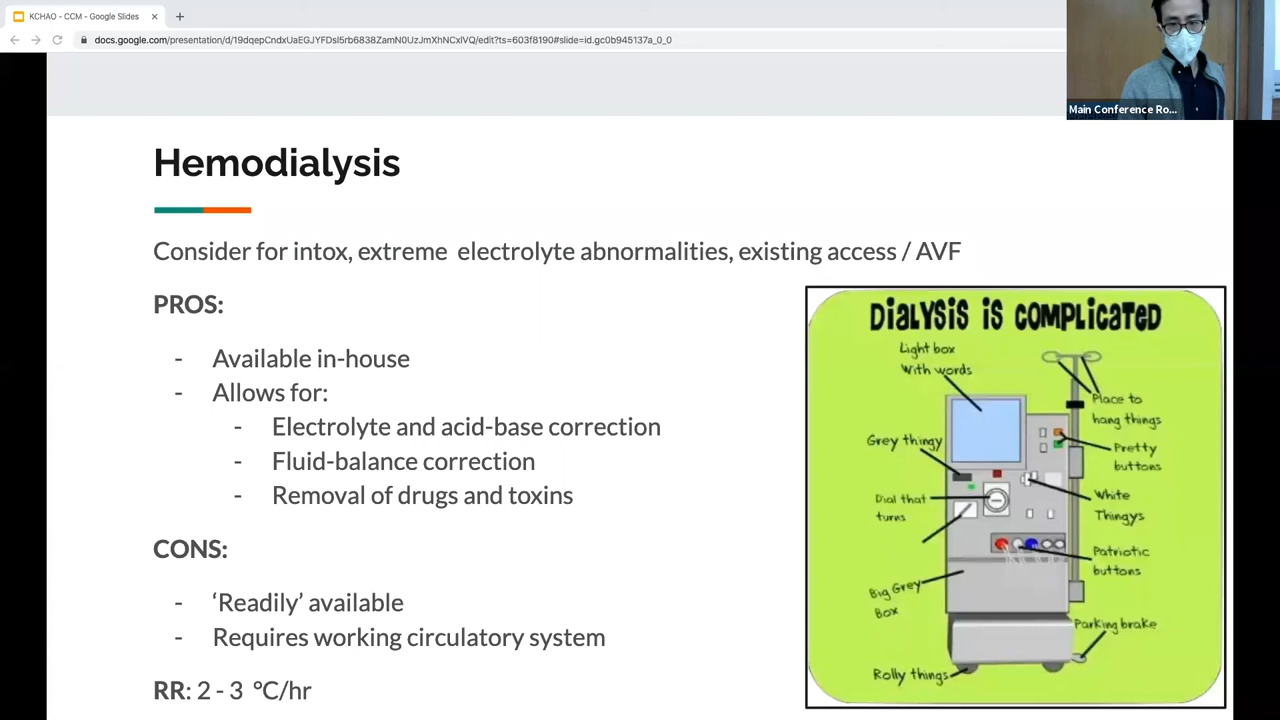 KCHAO - CCM - Google Slides
docs.google.com/presentation/d/19dqepCndxUaEGJYFDsI5rb6838ZamN0UzJmXhNCxIVQ/edit?ts=603f8190#slide=id.gc0b945137a_0_0
Main Conference Ro...
Hemodialysis
Consider for intox, extreme electrolyte abnormalities, existing access / AVF
PROS:
- Available in-house
- Allows for:
- Electrolyte and acid-base correction
- Fluid-balance correction
- Removal of drugs and toxins
CONS:
- ‘Readily’ available
- Requires working circulatory system
RR: 2 - 3 °C/hr
Dialysis is complicated
Light box
With words
Place to
hang things
Grey thingy
Pretty
buttons
Dial that
turns
White
Thingys
Patriotic
buttons
Big Grey
Box
Parking brake
Rolly things